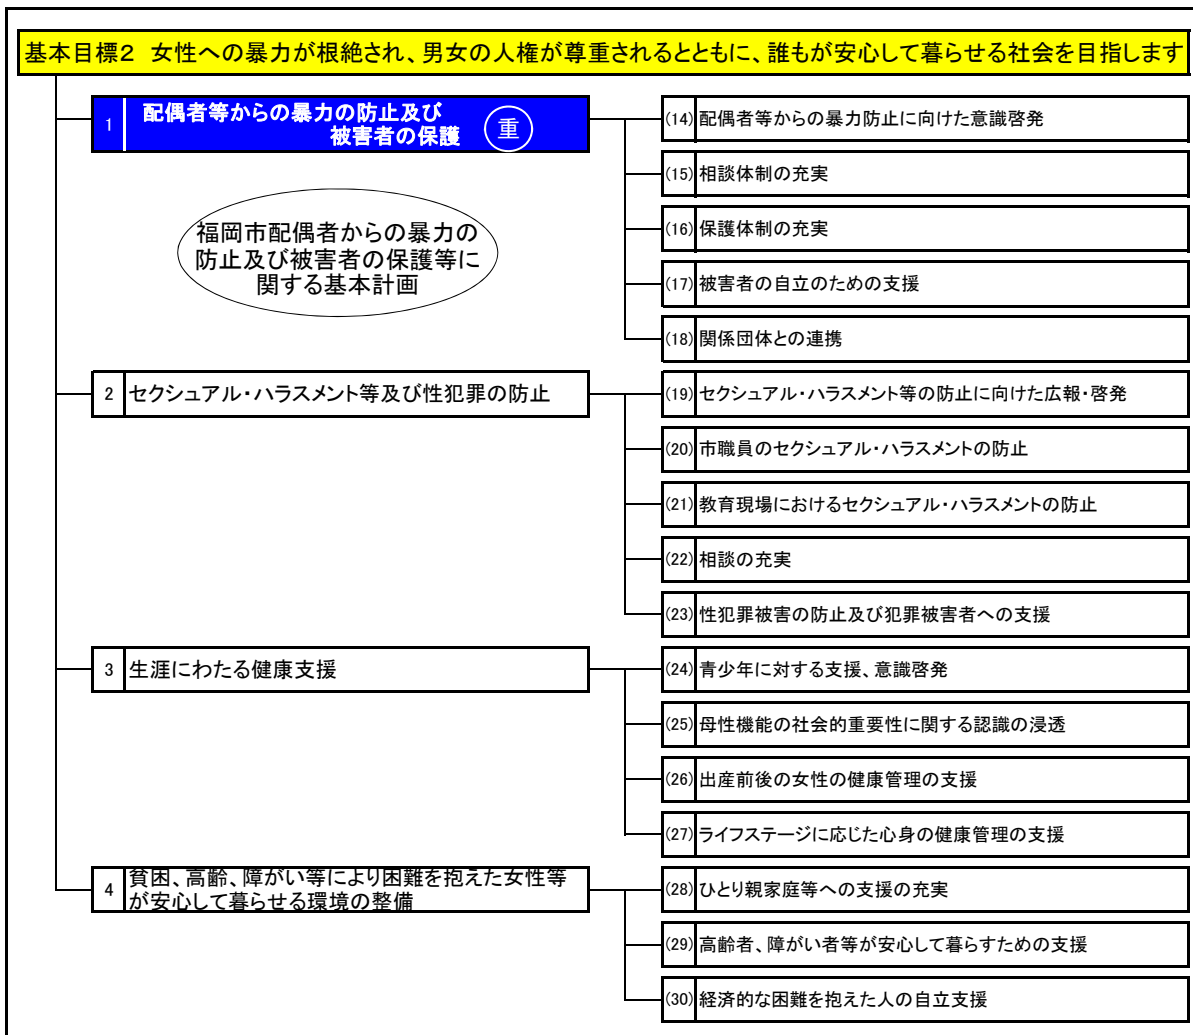 基本目標2 女性への暴力が根絶され、男女の人権が尊重されるとともに、誰もが安心して暮らせる社会を目指します
1 配偶者等からの暴力の防止及び
被害者の保護 重
福岡市配偶者からの暴力の
防止及び被害者の保護等に
関する基本計画
(14) 配偶者等からの暴力防止に向けた意識啓発
(15) 相談体制の充実
(16) 保護体制の充実
(17) 被害者の自立のための支援
(18) 関係団体との連携
2 セクシュアル・ハラスメント等及び性犯罪の防止
(19) セクシュアル・ハラスメント等の防止に向けた広報・啓発
(20) 市職員のセクシュアル・ハラスメントの防止
(21) 教育現場におけるセクシュアル・ハラスメントの防止
(22) 相談の充実
(23) 性犯罪被害の防止及び犯罪被害者への支援
3 生涯にわたる健康支援
(24) 青少年に対する支援、意識啓発
(25) 母性機能の社会的重要性に関する認識の浸透
(26) 出産前後の女性の健康管理の支援
(27) ライフステージに応じた心身の健康管理の支援
4 貧困、高齢、障がい等により困難を抱えた女性等
が安心して暮らせる環境の整備
(28) ひとり親家庭等への支援の充実
(29) 高齢者、障がい者等が安心して暮らすための支援
(30) 経済的な困難を抱えた人の自立支援